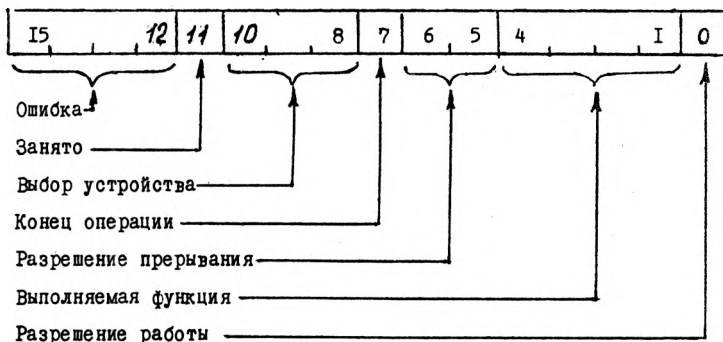 I5 12 11 10 8 7 6 5 4 I 0
Ошибка
Занято
Выбор устройства
Конец операции
Разрешение прерывания
Выполняемая функция
Разрешение работы